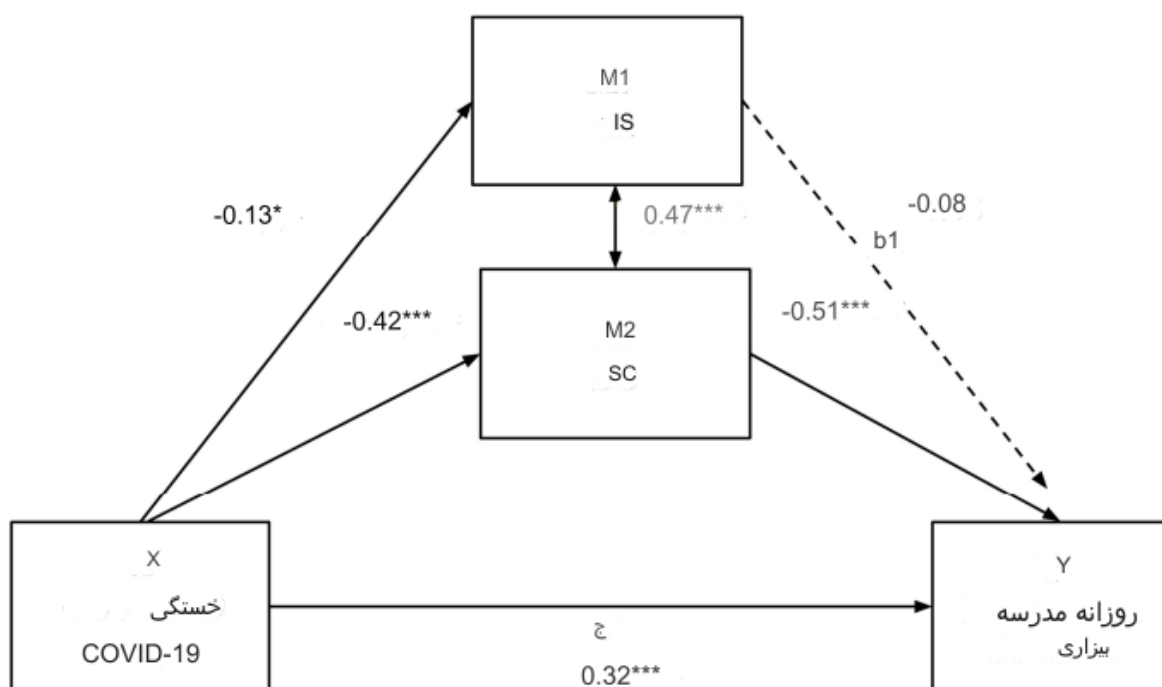 M1
IS
-0.13*
0.47***
-0.08
b1
-0.42***
-0.51***
M2
SC
X
خستگی
COVID-19
Y
روزانه مدرسه
بیزاری
ج
0.32***